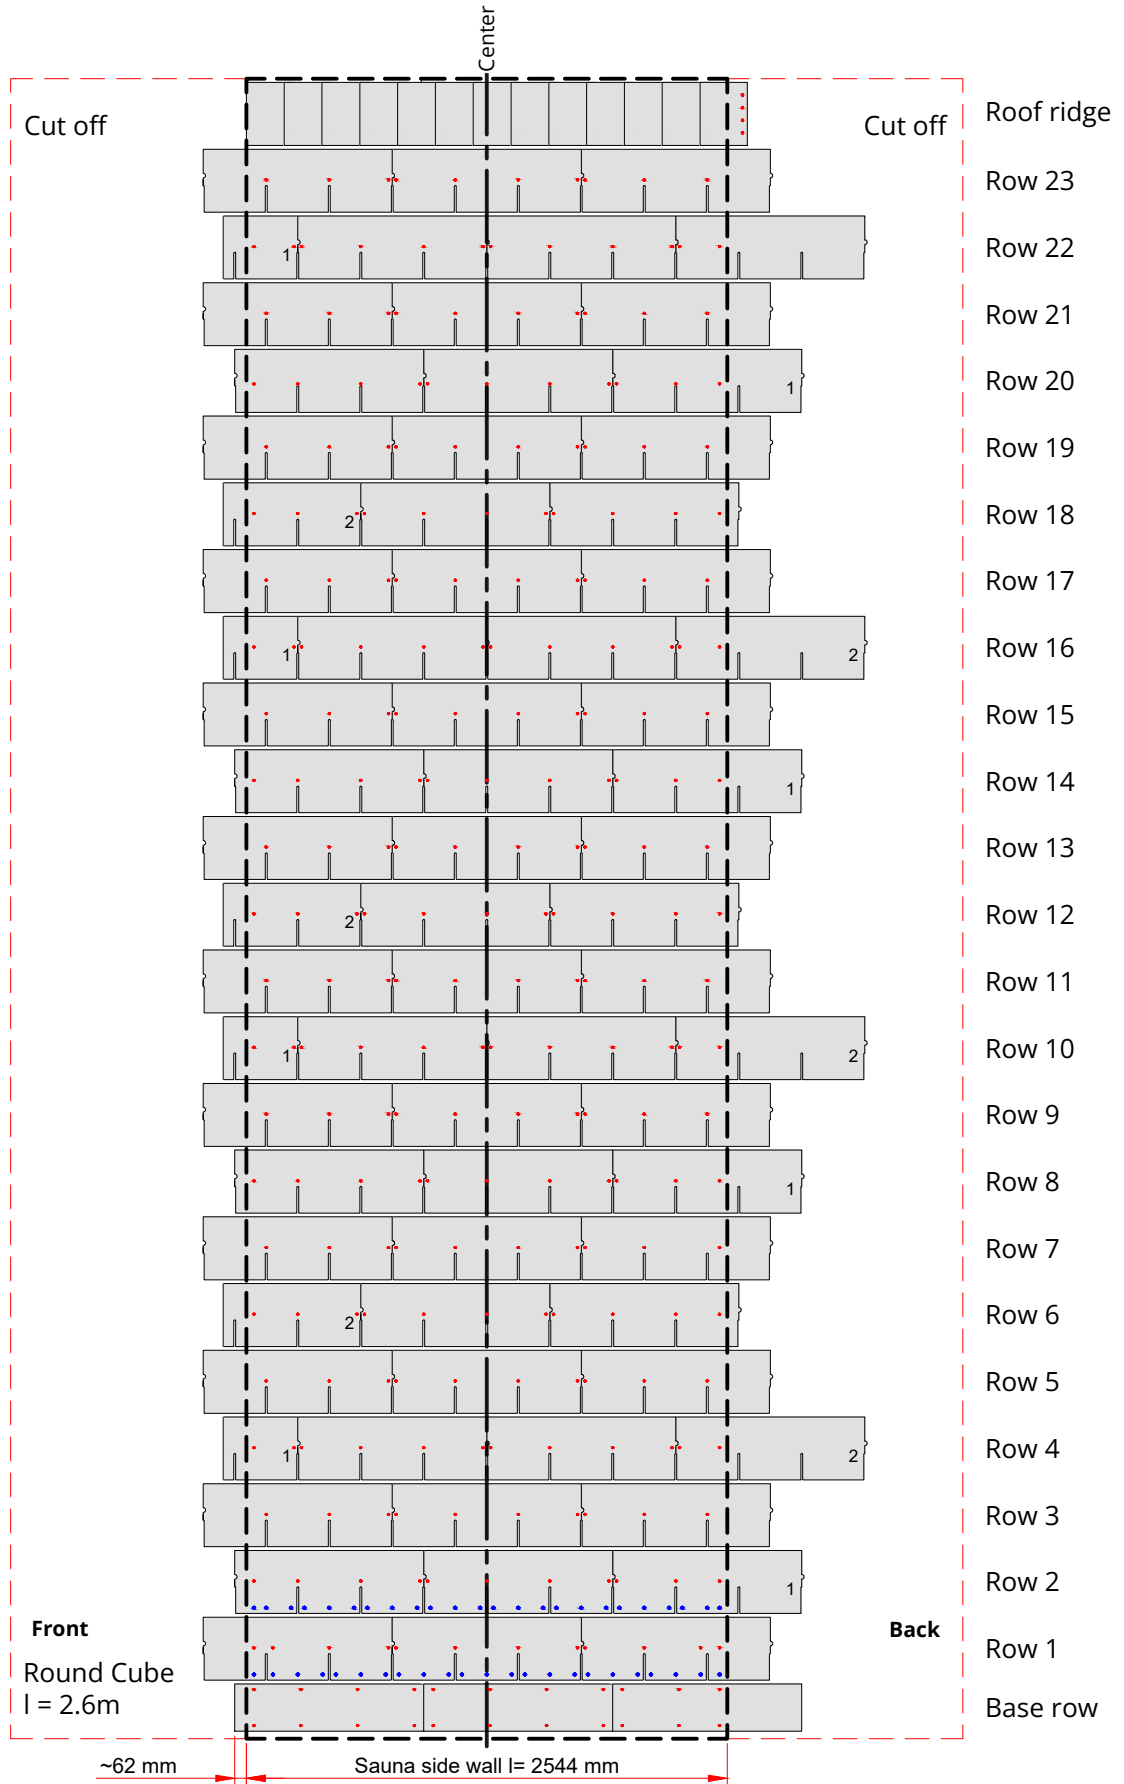 Center
Cut off
Cut off
Roof ridge
Row 23
1
Row 22
Row 21
1
Row 20
Row 19
2
Row 18
Row 17
1
2
Row 16
Row 15
1
Row 14
Row 13
2
Row 12
Row 11
1
2
Row 10
Row 9
1
Row 8
Row 7
2
Row 6
Row 5
1
2
Row 4
Row 3
1
Row 2
Front
Back
Row 1
Round Cube
l = 2.6m
Base row
~62 mm
Sauna side wall l= 2544 mm